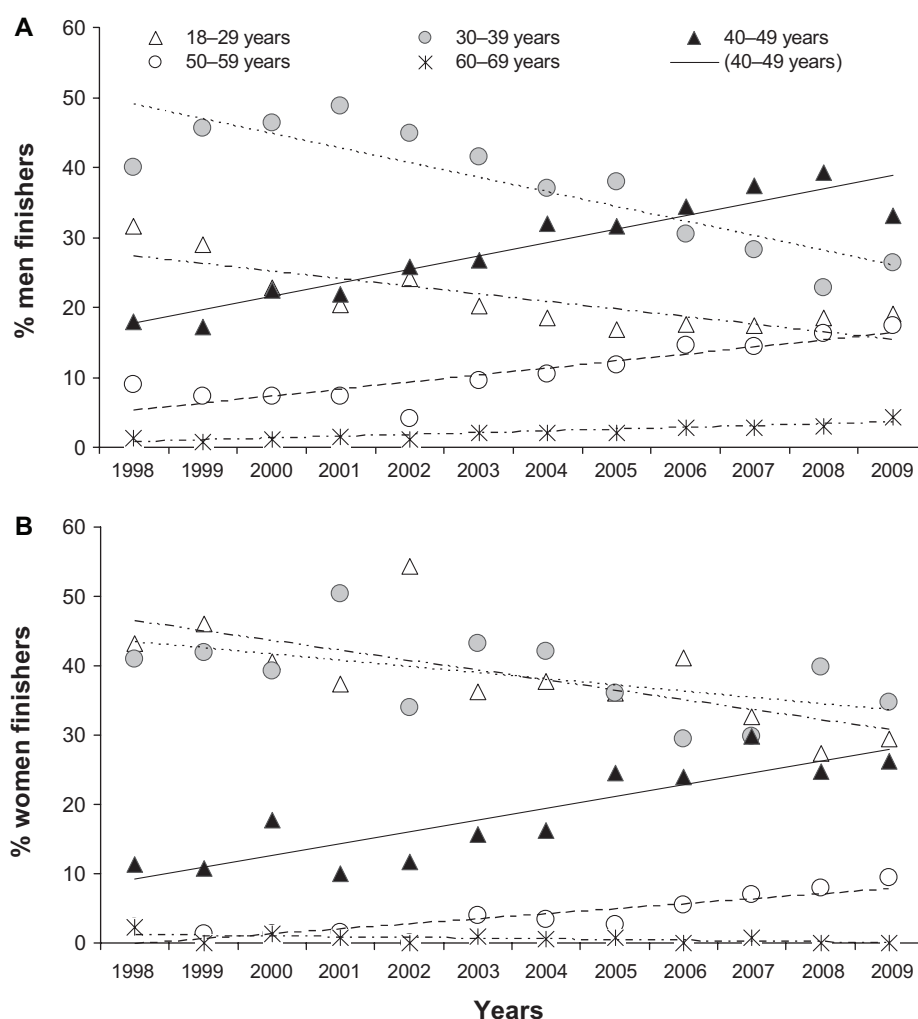 A
60
18–29 years
30–39 years
40–49 years
50–59 years
60–69 years
(40–49 years)
50
40
30
20
10
0
% men finishers
1998 1999 2000 2001 2002 2003 2004 2005 2006 2007 2008 2009
B
60
50
40
30
20
10
0
% women finishers
1998 1999 2000 2001 2002 2003 2004 2005 2006 2007 2008 2009
Years